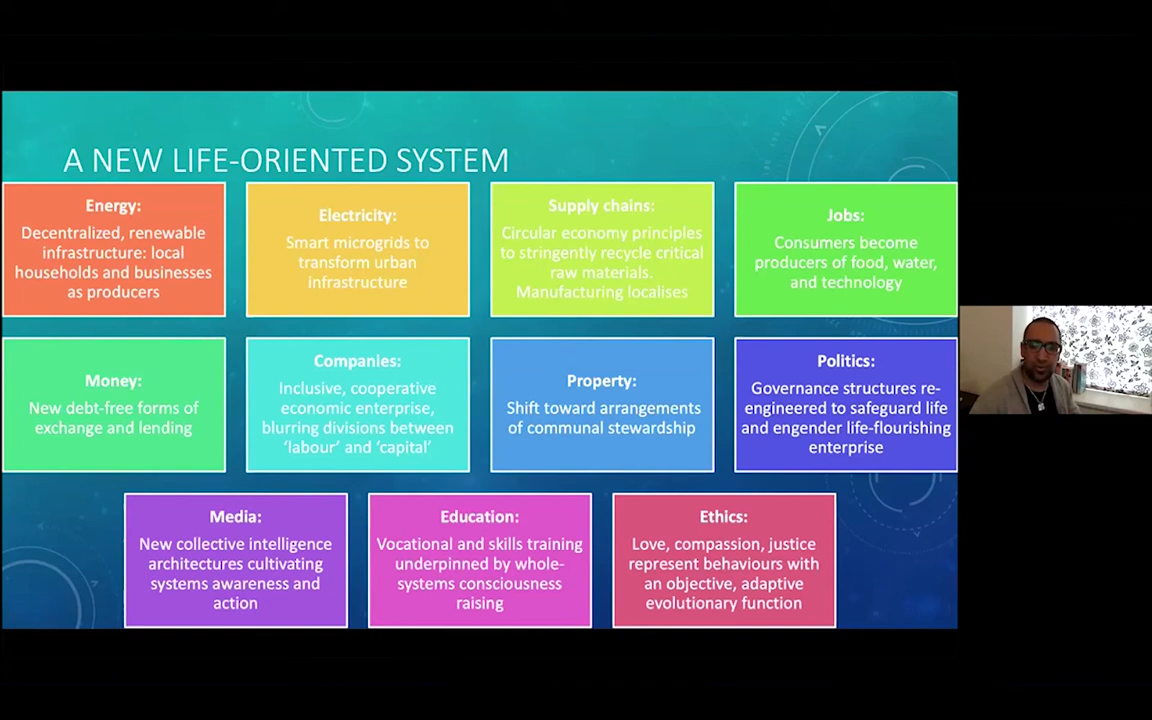 A NEW LIFE-ORIENTED SYSTEM
Energy:
Decentralized, renewable
infrastructure: local
households and businesses
as producers
Electricity:
Smart microgrids to
transform urban
infrastructure
Supply chains:
Circular economy principles
to stringently recycle critical
raw materials.
Manufacturing localises
Jobs:
Consumers become
producers of food, water,
and technology
Money:
New debt-free forms of
exchange and lending
Companies:
Inclusive, cooperative
economic enterprise,
blurring divisions between
‘labour’ and ‘capital’
Property:
Shift toward arrangements
of communal stewardship
Politics:
Governance structures re-
engineered to safeguard life
and engender life-flourishing
enterprise
Media:
New collective intelligence
architectures cultivating
systems awareness and
action
Education:
Vocational and skills training
underpinned by whole-
systems consciousness
raising
Ethics:
Love, compassion, justice
represent behaviours with
an objective, adaptive
evolutionary function